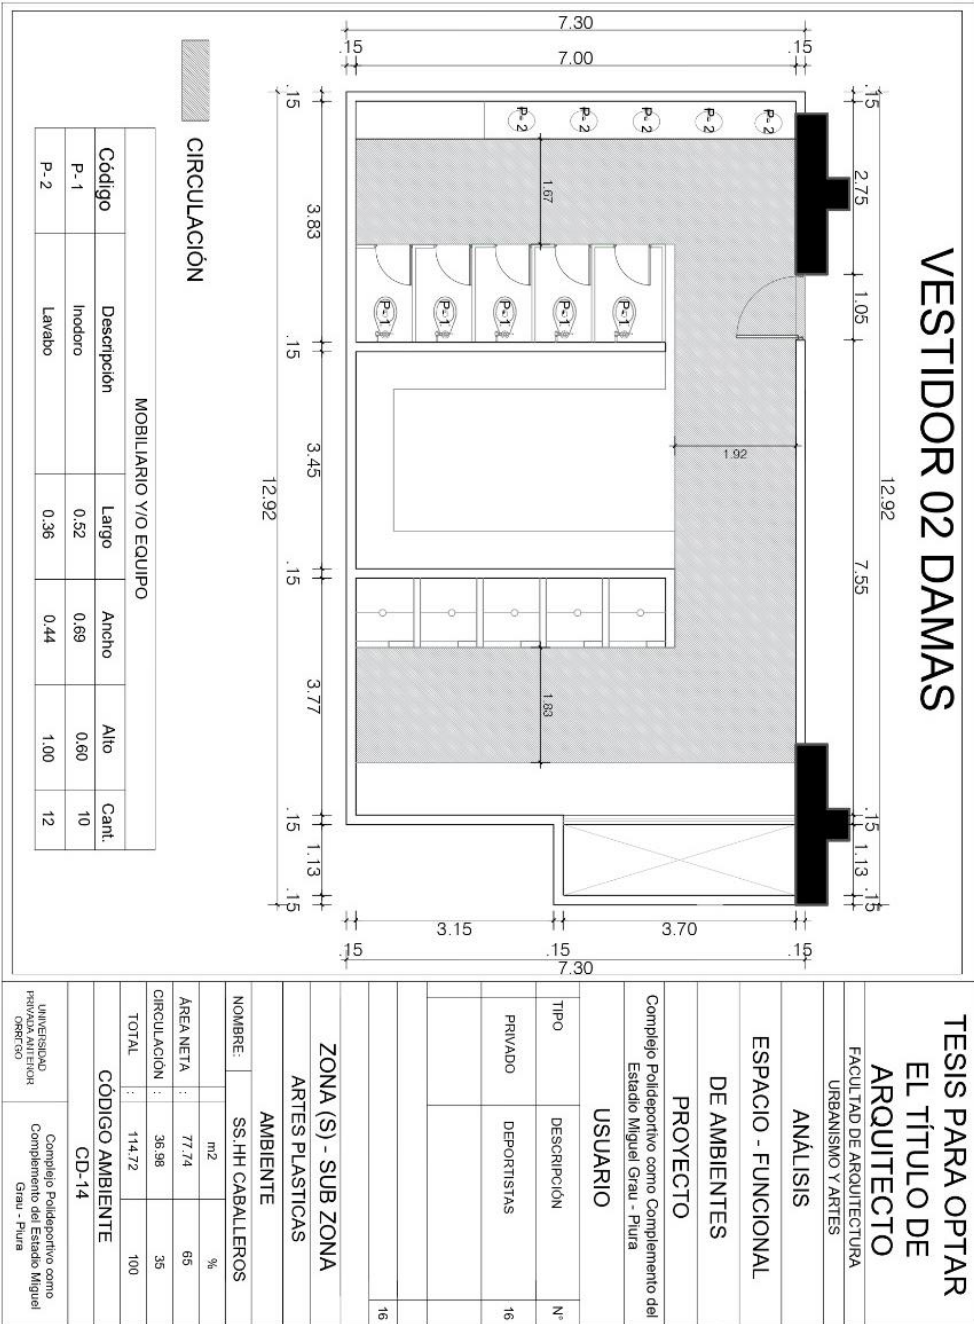 VESTIDOR 02 DAMAS
12.92
.15
2.75
1.05
7.55
.15
1.13
.15
7.30
.15
7.00
.15
P-2
P-2
P-2
P-2
P-2
1.67
P-1
P-1
P-1
P-1
P-1
1.92
1.83
3.70
.15
3.15
.15
.15
7.30
.15
3.83
.15
3.45
.15
3.77
.15
1.13
.15
12.92
CIRCULACIÓN
MOBILIARIO Y/O EQUIPO
Código Descripción Largo Ancho Alto Cant.
P-1 Inodoro 0.52 0.69 0.60 10
P-2 Lavabo 0.36 0.44 1.00 12
TESIS PARA OPTAR
EL TÍTULO DE
ARQUITECTO
FACULTAD DE ARQUITECTURA
URBANISMO Y ARTES
ANÁLISIS
ESPACIO - FUNCIONAL
DE AMBIENTES
PROYECTO
Complejo Polideportivo como Complemento del
Estadio Miguel Grau - Piura
USUARIO
TIPO DESCRIPCIÓN N°
PRIVADO DEPORTISTAS 16
16
ZONA (S) - SUB ZONA
ARTES PLASTICAS
AMBIENTE
NOMBRE: SS.HH CABALLEROS
m2 %
ÁREA NETA : 77.74 65
CIRCULACIÓN : 36.98 35
TOTAL : 114.72 100
CÓDIGO AMBIENTE
CD-14
UNIVERSIDAD
PRIVADA ANTENOR
ORREGO
Complejo Polideportivo como
Complemento del Estadio Miguel
Grau - Piura